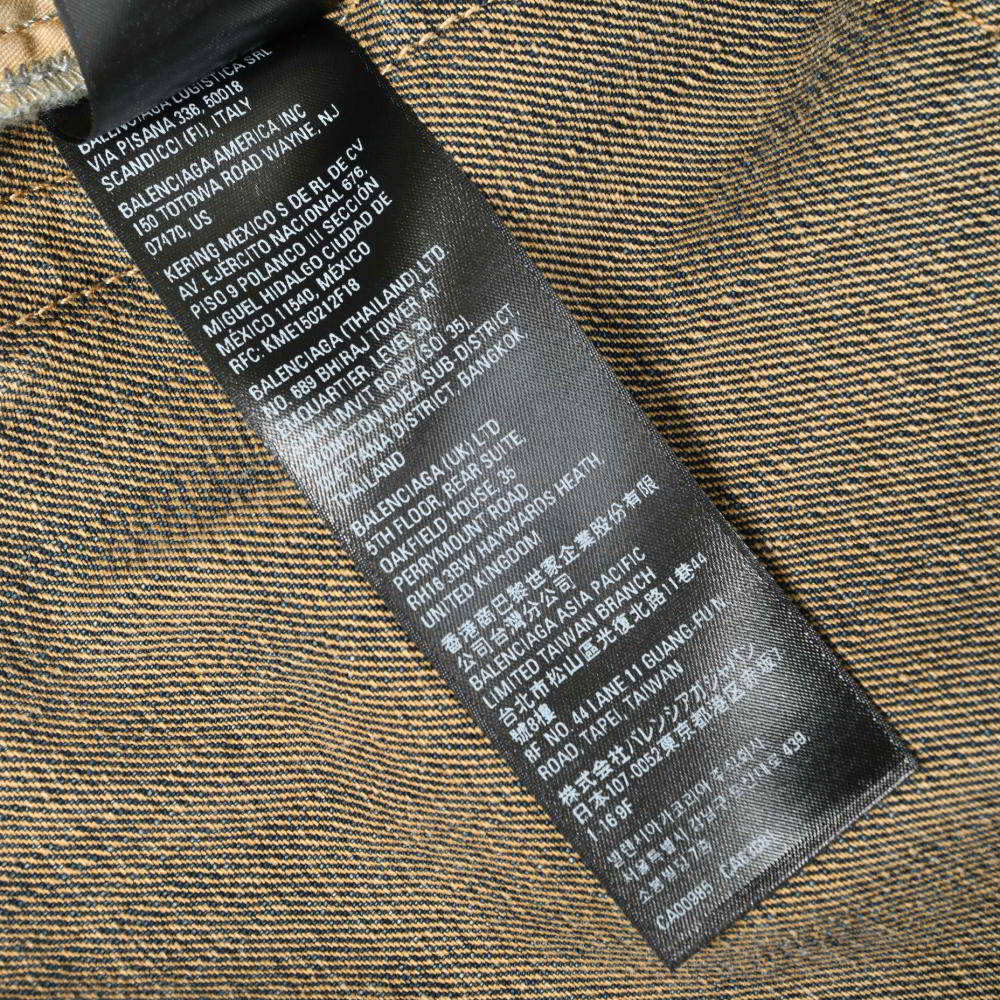 BALENCIAGA LOGISTICA SRL
VIA PISANA 336, 50018
SCANDICCI (FI), ITALY
BALENCIAGA AMERICA INC
150 TOTOWA ROAD WAYNE, NJ
07470, US
KERING MEXICO S DE RL DE CV
AV. EJÉRCITO NACIONAL 676,
PISO 9 POLANCO III SECCIÓN
MIGUEL HIDALGO CIUDAD DE
MÉXICO 11540, MÉXICO
RFC: KME150212F18
BALENCIAGA (THAILAND) LTD.
NO. 689 BHIRAJ TOWER AT
LEVEL 30
ROAD (SOI 35),
NUEA SUB-DISTRICT,
DISTRICT, BANGKOK
THAILAND
BALENCIAGA (UK) LTD
5TH FLOOR, REAR SUITE
OAKFIELD HOUSE, 35
PERRYMOUNT ROAD
RH16 3BW HAYWARDS HEATH,
UNITED KINGDOM
香港商巴黎世家企業股份有限
公司台灣分公司
BALENCIAGA ASIA PACIFIC
LIMITED TAIWAN BRANCH
台北市松山區光復北路11巷44
號8樓
8F NO. 44 LANE 11 GUANG-FU N.
ROAD, TAIPEI, TAIWAN
株式会社バレンシアガジャパン
日本107-0052東京都港区赤坂7
1-16 9F
439
CA00985